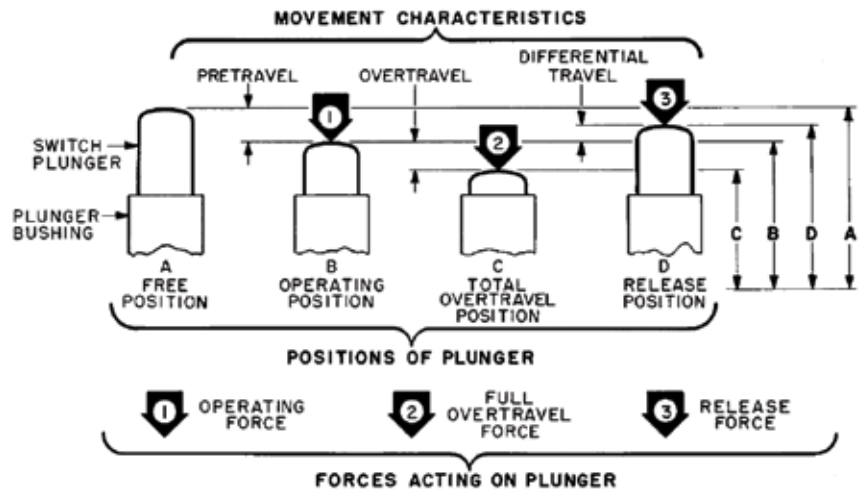 MOVEMENT CHARACTERISTICS
PRETRAVEL
OVERTRAVEL
DIFFERENTIAL
TRAVEL
1
2
3
SWITCH
PLUNGER
PLUNGER
BUSHING
C
B
D
A
A
FREE
POSITION
B
OPERATING
POSITION
C
TOTAL
OVERTRAVEL
POSITION
D
RELEASE
POSITION
POSITIONS OF PLUNGER
1
OPERATING
FORCE
2
FULL
OVERTRAVEL
FORCE
3
RELEASE
FORCE
FORCES ACTING ON PLUNGER